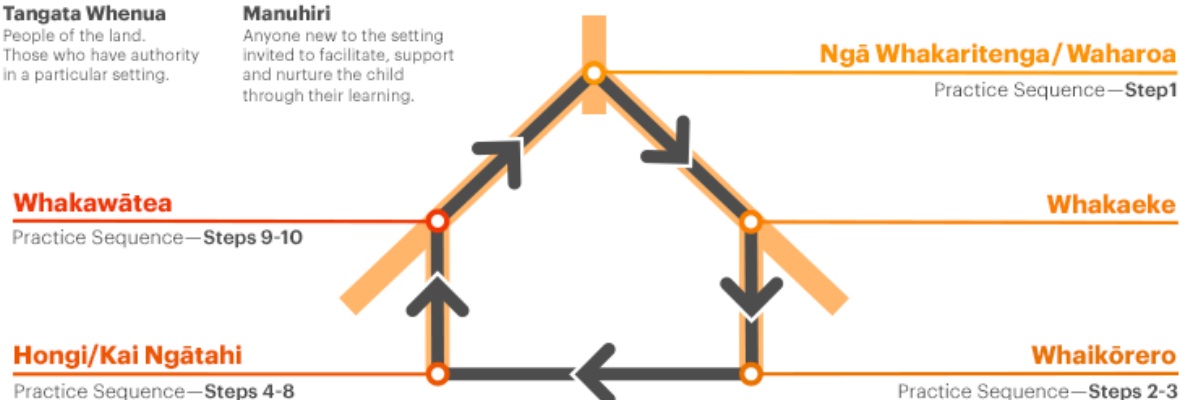 Tangata Whenua
People of the land.
Those who have authority
in a particular setting.
Manuhiri
Anyone new to the setting
invited to facilitate, support
and nurture the child
through their learning.
Ngā Whakaritenga/ Waharoa
Practice Sequence—Step1
Whakawātea
Practice Sequence—Steps 9-10
Whakaeke
Hongi/Kai Ngātahi
Practice Sequence—Steps 4-8
Whaikōrero
Practice Sequence—Steps 2-3